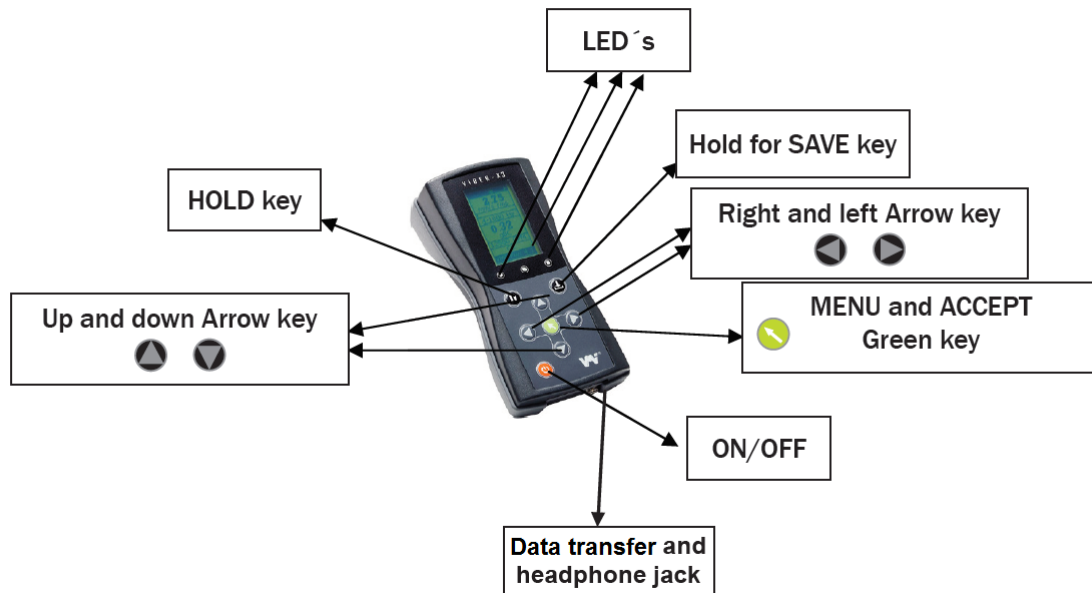 LED´s
Hold for SAVE key
HOLD key
Right and left Arrow key
Up and down Arrow key
MENU and ACCEPT
Green key
ON/OFF
Data transfer and
headphone jack